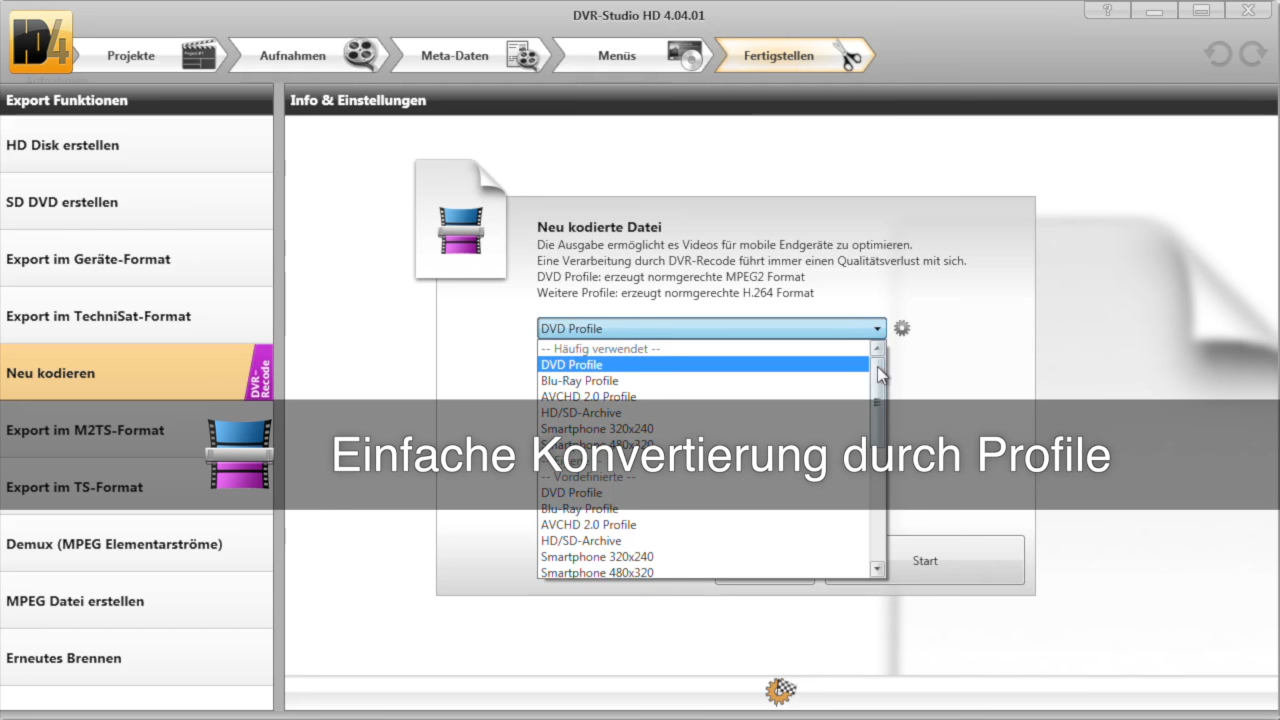 DVR-Studio HD 4.04.01
HD4
Projekte
Aufnahmen
Meta-Daten
Menüs
Fertigstellen
Export Funktionen
HD Disk erstellen
SD DVD erstellen
Export im Geräte-Format
Export im TechniSat-Format
Neu kodieren
DVR-
Recode
Export im M2TS-Format
Export im TS-Format
Demux (MPEG Elementarströme)
MPEG Datei erstellen
Erneutes Brennen
Info & Einstellungen
Neu kodierte Datei
Die Ausgabe ermöglicht es Videos für mobile Endgeräte zu optimieren.
Eine Verarbeitung durch DVR-Recode führt immer einen Qualitätsverlust mit sich.
DVD Profile: erzeugt normgerechte MPEG2 Format
Weitere Profile: erzeugt normgerechte H.264 Format
DVD Profile
-- Häufig verwendet --
DVD Profile
Blu-Ray Profile
AVCHD 2.0 Profile
HD/SD-Archive
Smartphone 320x240
Smartphone 480x320
Einfache Konvertierung durch Profile
-- Vordefinierte --
DVD Profile
Blu-Ray Profile
AVCHD 2.0 Profile
HD/SD-Archive
Smartphone 320x240
Smartphone 480x320
Start